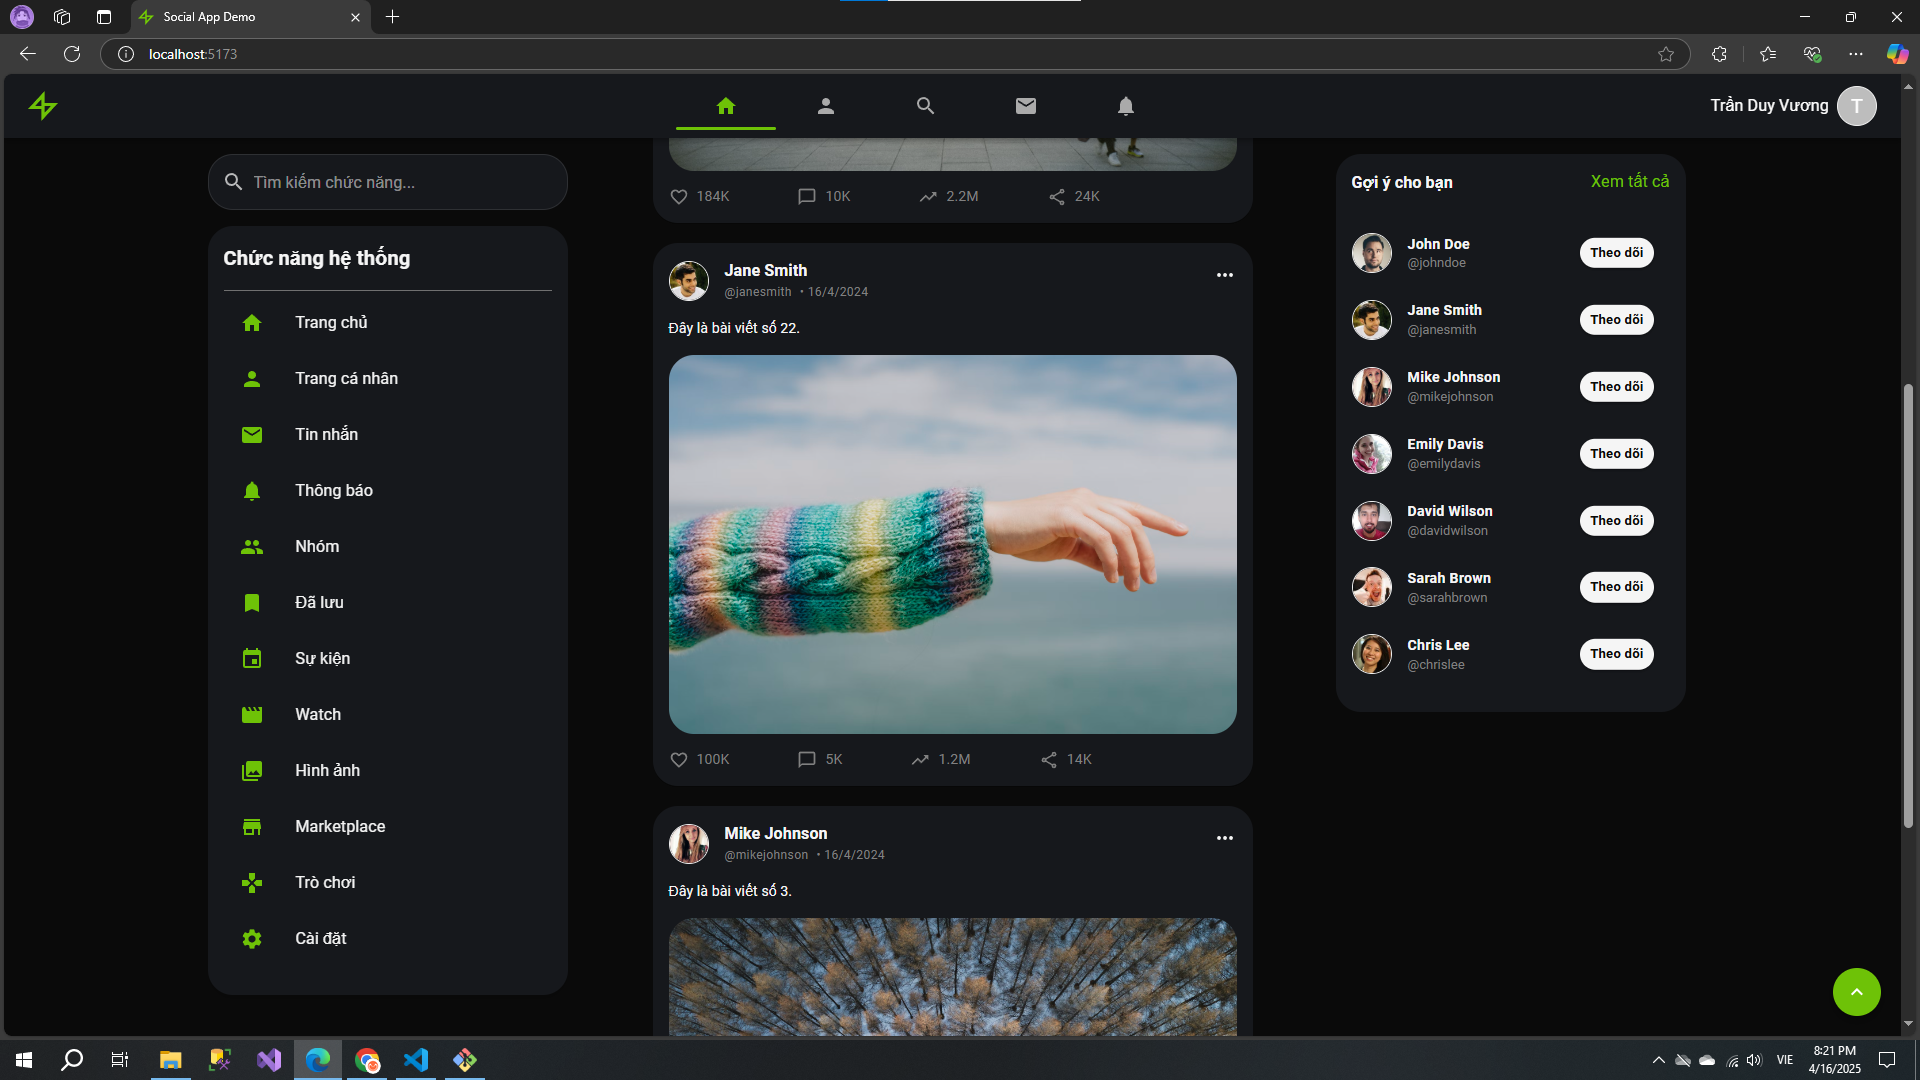 Social App Demo
localhost:5173
Trần Duy Vương
T
Tìm kiếm chức năng...
Chức năng hệ thống
Trang chủ
Trang cá nhân
Tin nhắn
Thông báo
Nhóm
Đã lưu
Sự kiện
Watch
Hình ảnh
Marketplace
Trò chơi
Cài đặt
184K
10K
2.2M
24K
Jane Smith
@janesmith • 16/4/2024
Đây là bài viết số 22.
100K
5K
1.2M
14K
Mike Johnson
@mikejohnson • 16/4/2024
Đây là bài viết số 3.
Gợi ý cho bạn
Xem tất cả
John Doe
@johndoe
Theo dõi
Jane Smith
@janesmith
Theo dõi
Mike Johnson
@mikejohnson
Theo dõi
Emily Davis
@emilydavis
Theo dõi
David Wilson
@davidwilson
Theo dõi
Sarah Brown
@sarahbrown
Theo dõi
Chris Lee
@chrislee
Theo dõi
VIE
8:21 PM
4/16/2025